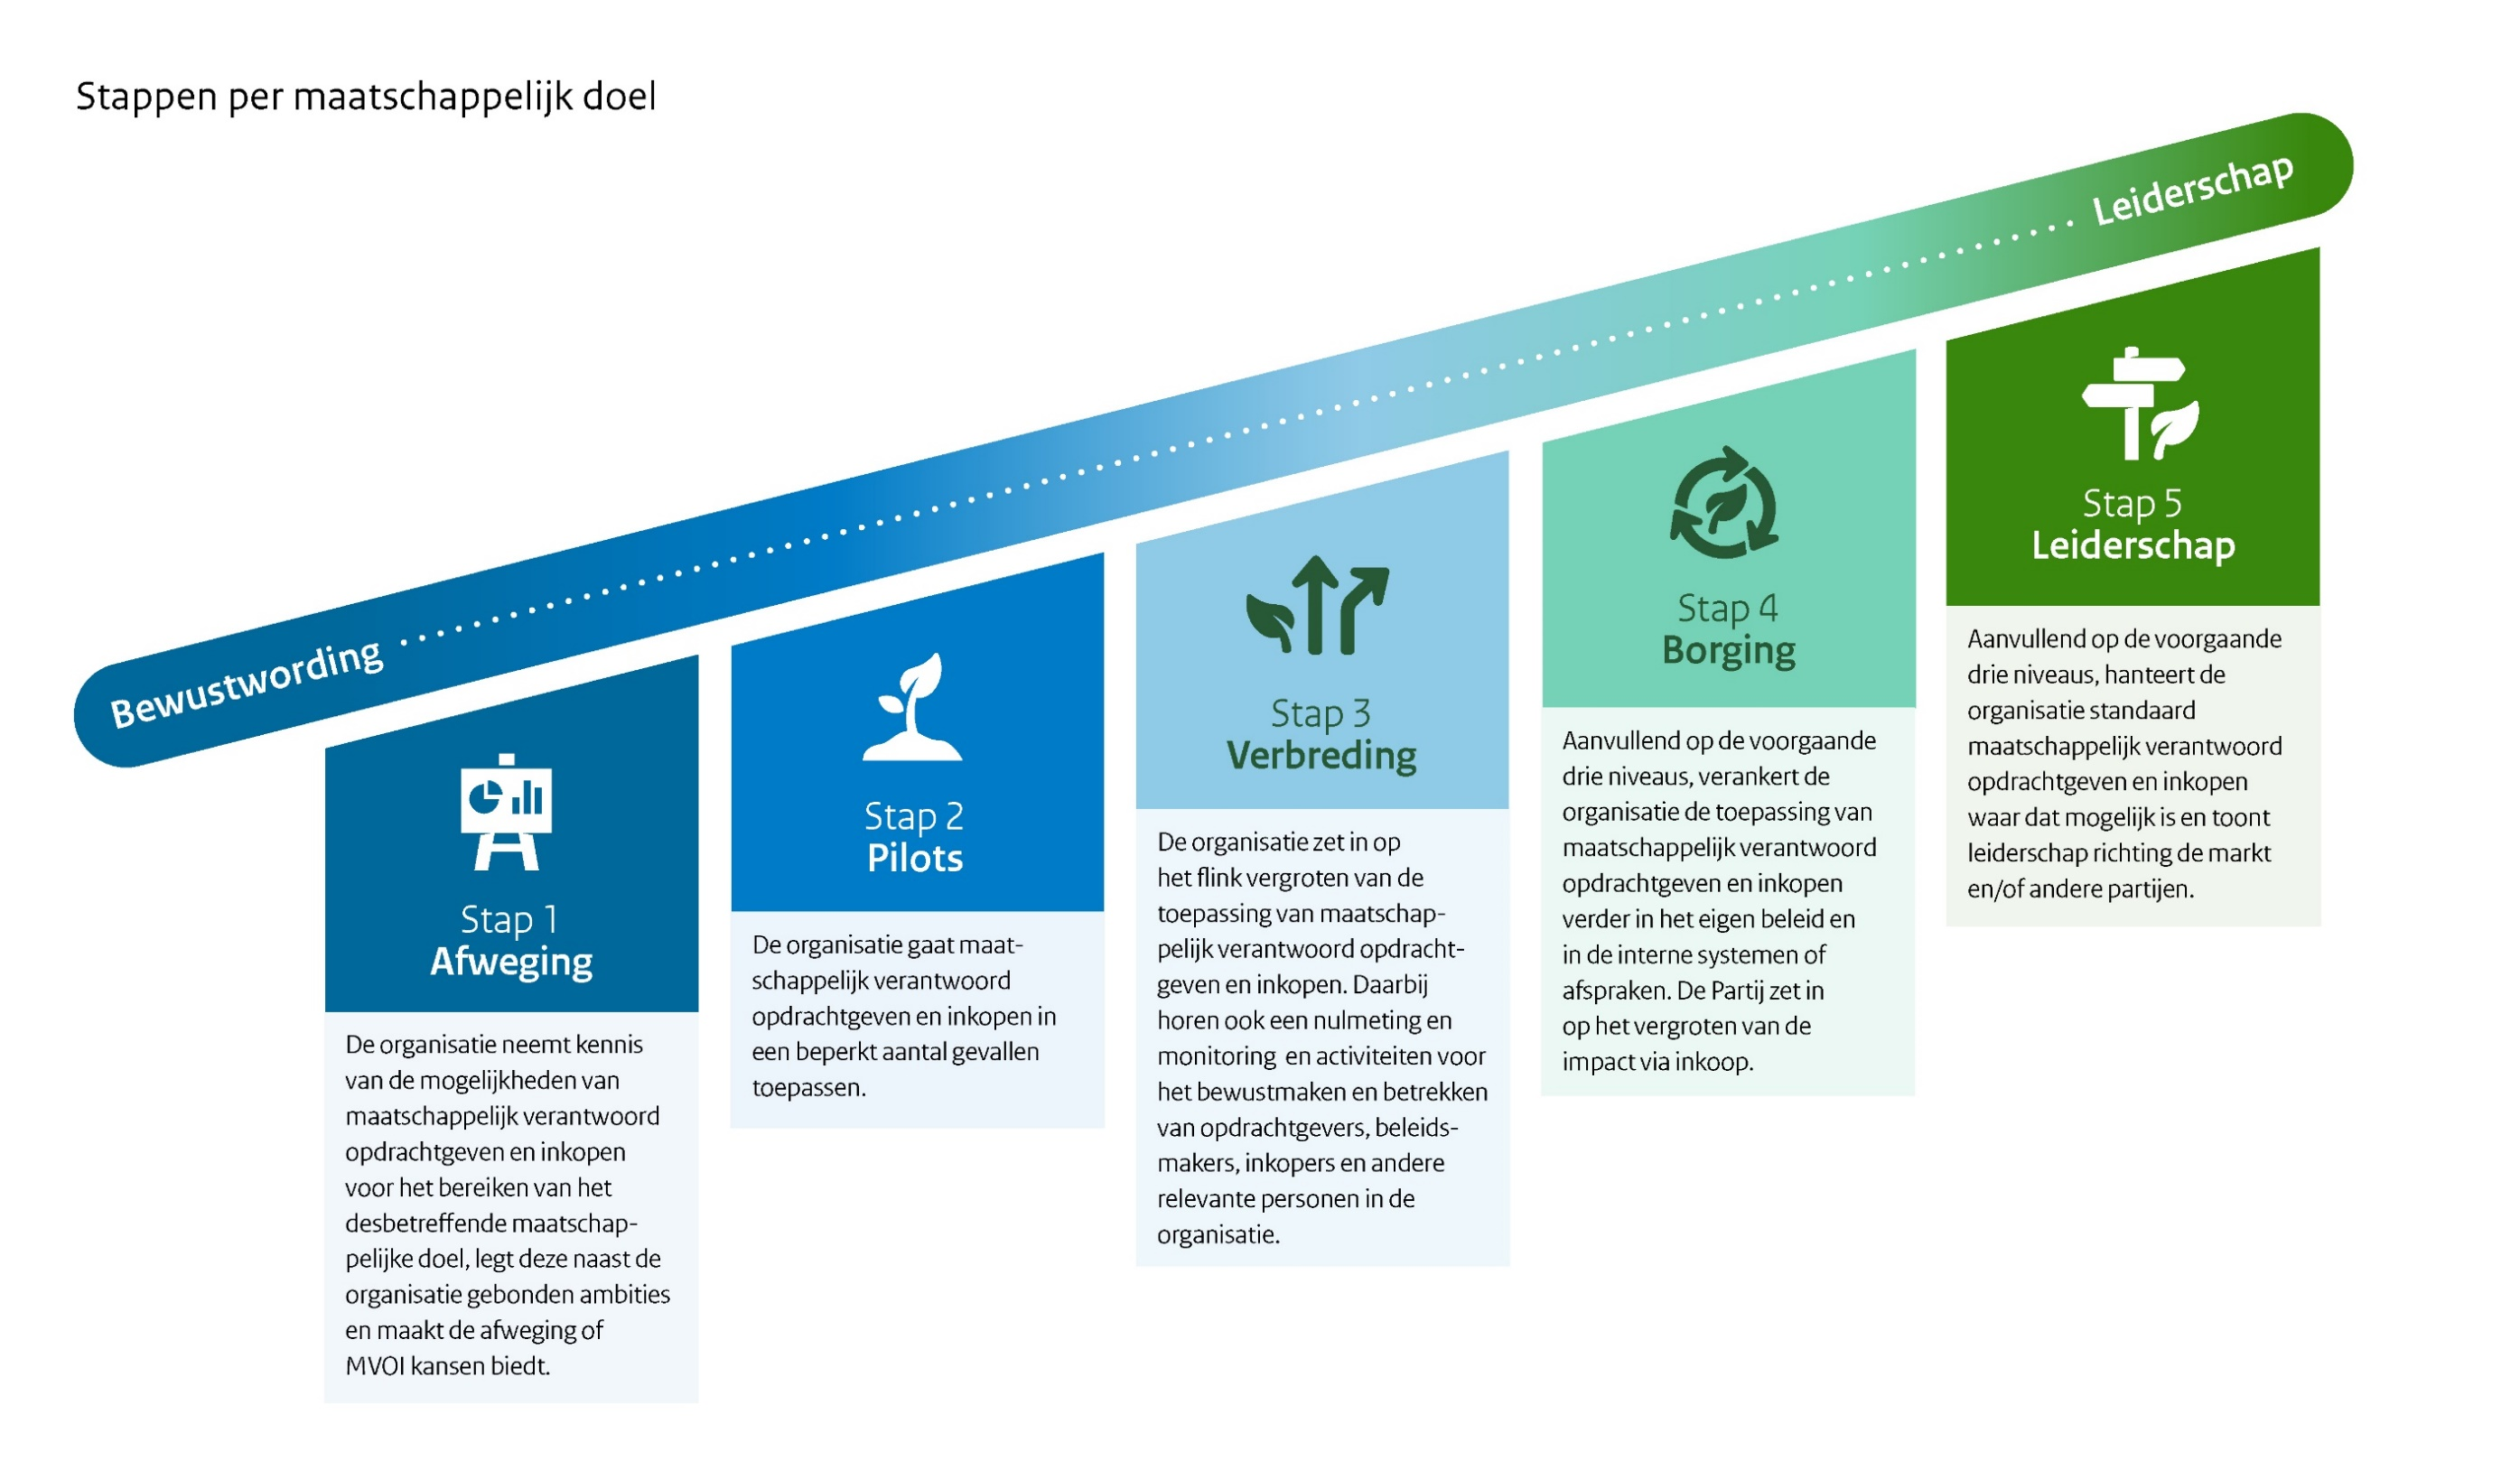 Stappen per maatschappelijk doel
Bewustwording
Leiderschap
Stap 1
Afweging
De organisatie neemt kennis
van de mogelijkheden van
maatschappelijk verantwoord
opdrachtgeven en inkopen
voor het bereiken van het
desbetreffende maatschap-
pelijke doel, legt deze naast de
organisatie gebonden ambities
en maakt de afweging of
MVOI kansen biedt.
Stap 2
Pilots
De organisatie gaat maat-
schappelijk verantwoord
opdrachtgeven en inkopen in
een beperkt aantal gevallen
toepassen.
Stap 3
Verbreding
De organisatie zet in op
het flink vergroten van de
toepassing van maatschap-
pelijk verantwoord opdracht-
geven en inkopen. Daarbij
horen ook een nulmeting en
monitoring en activiteiten voor
het bewustmaken en betrekken
van opdrachtgevers, beleids-
makers, inkopers en andere
relevante personen in de
organisatie.
Stap 4
Borging
Aanvullend op de voorgaande
drie niveaus, verankert de
organisatie de toepassing van
maatschappelijk verantwoord
opdrachtgeven en inkopen
verder in het eigen beleid en
in de interne systemen of
afspraken. De Partij zet in
op het vergroten van de
impact via inkoop.
Stap 5
Leiderschap
Aanvullend op de voorgaande
drie niveaus, hanteert de
organisatie standaard
maatschappelijk verantwoord
opdrachtgeven en inkopen
waar dat mogelijk is en toont
leiderschap richting de markt
en/of andere partijen.